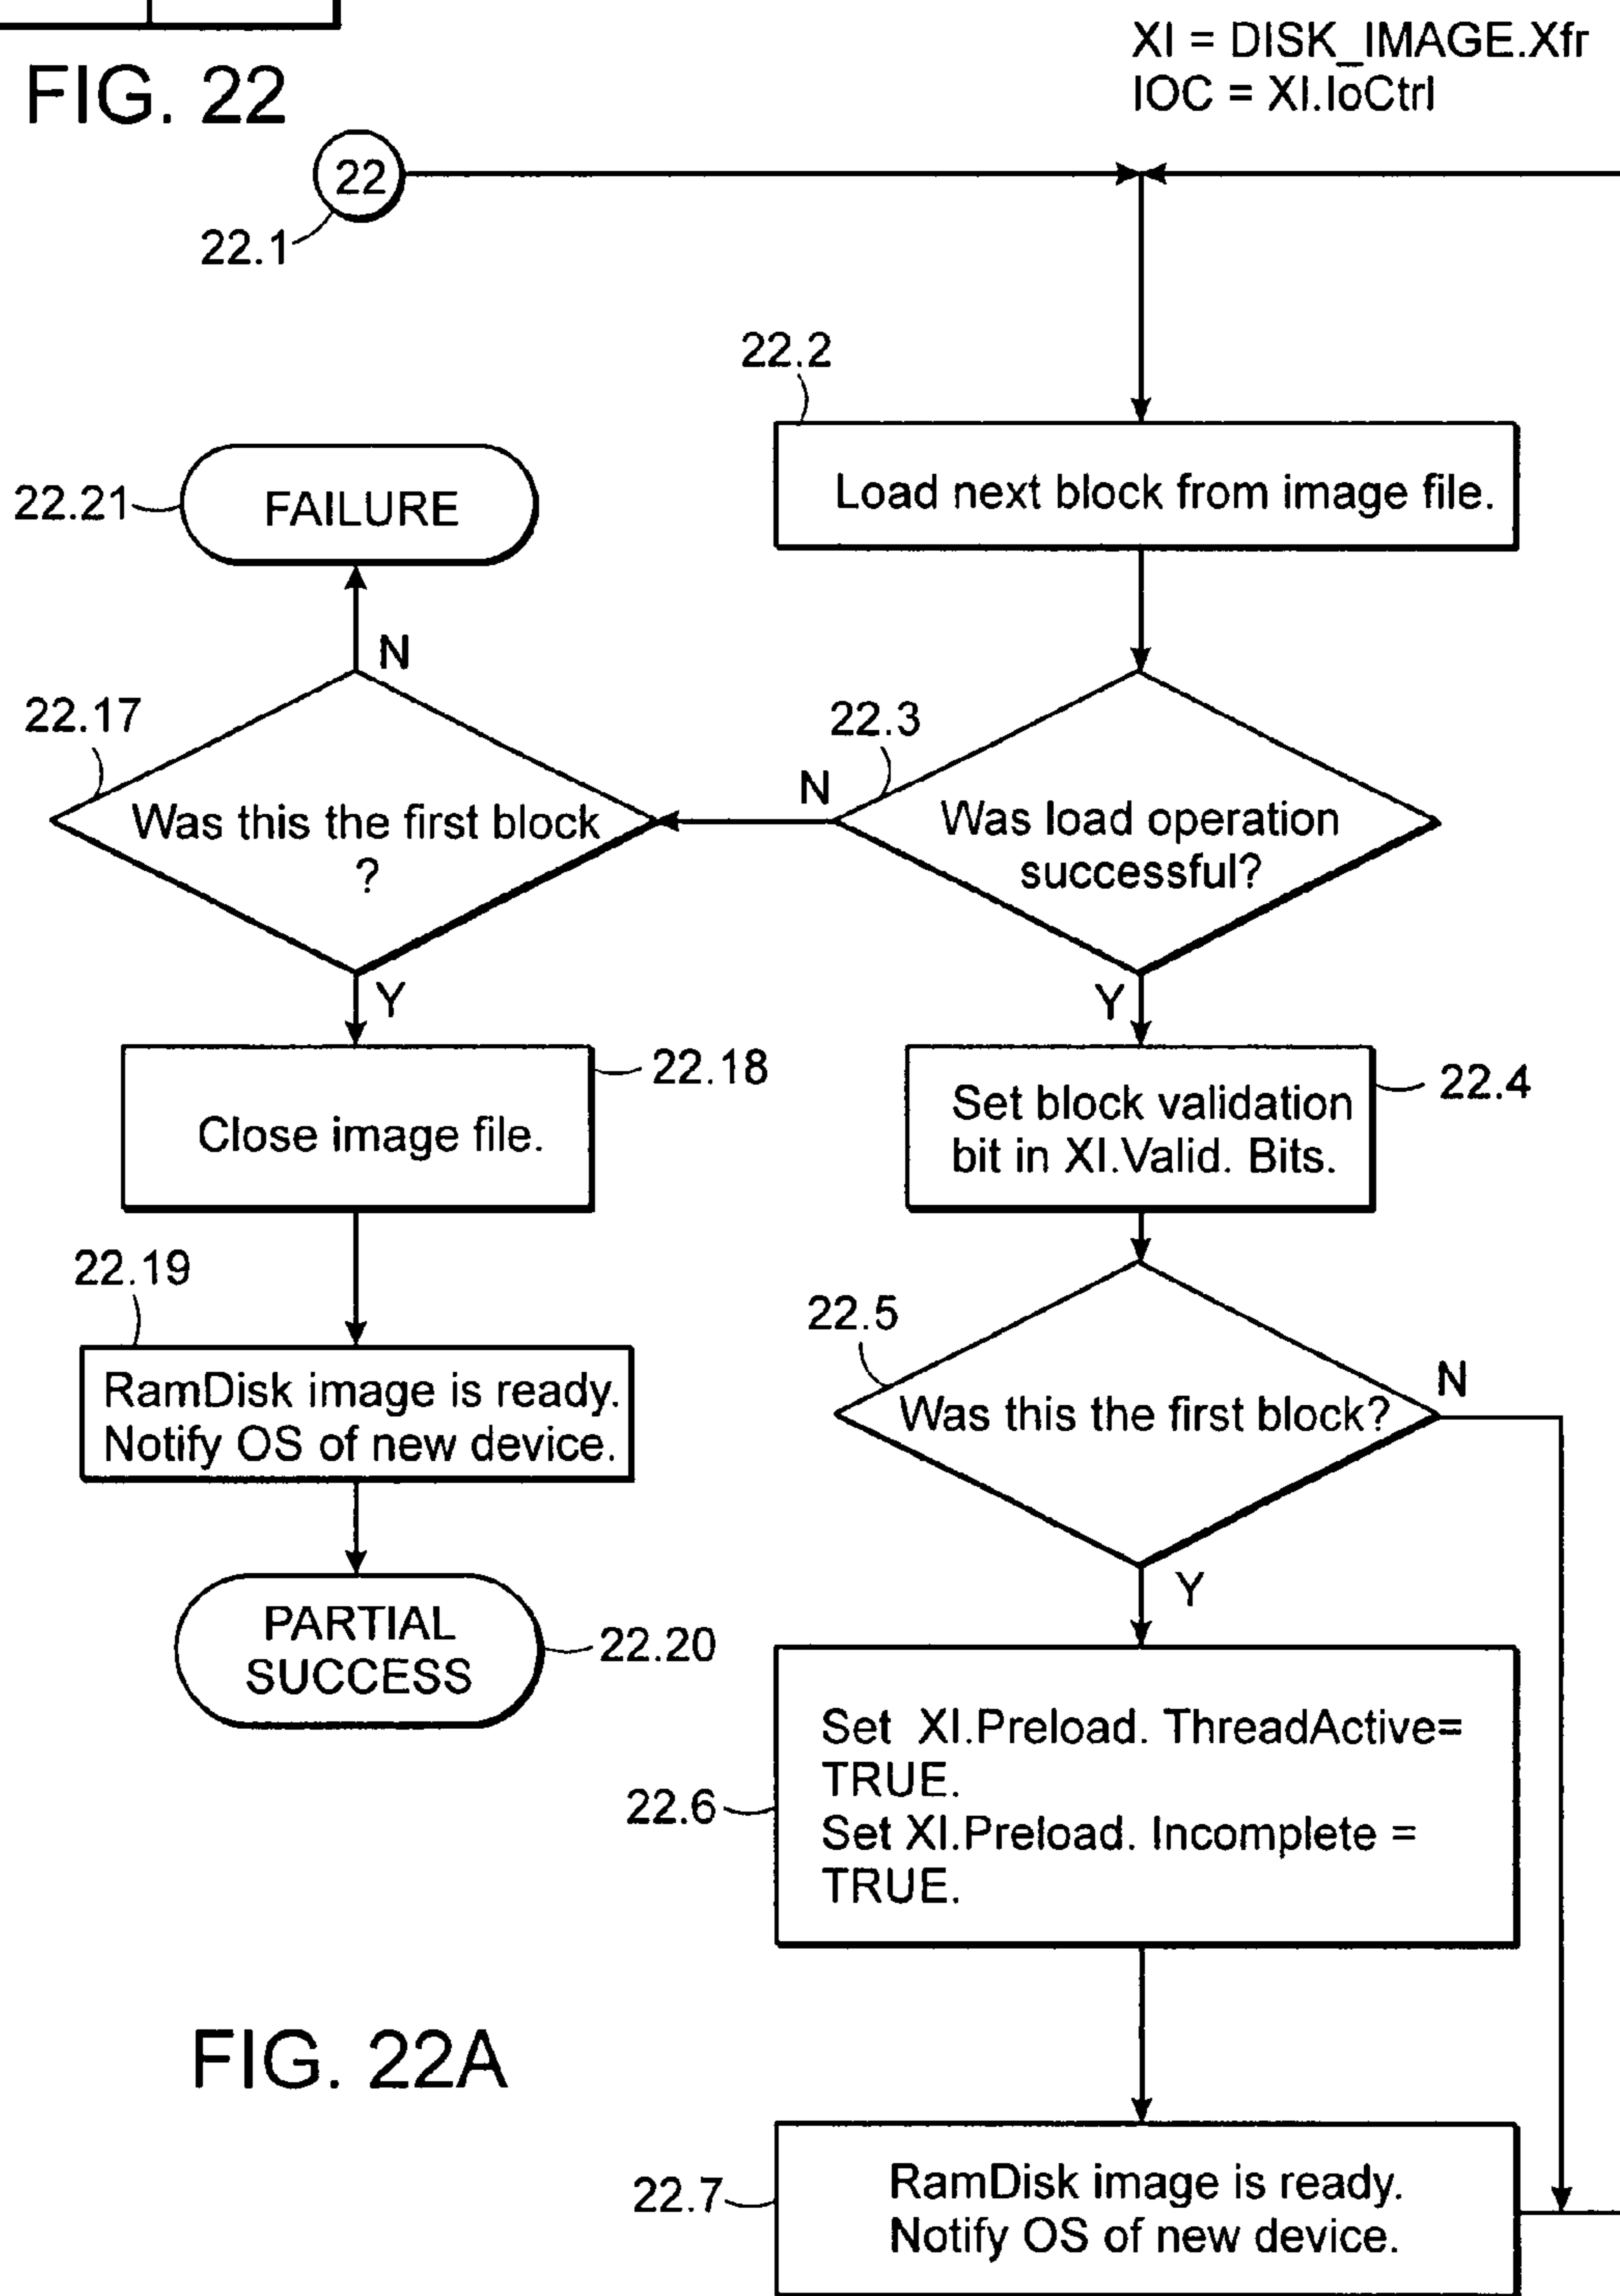 XI = DISK_IMAGE.Xfr
IOC = XI.IoCtrl
FIG. 22
22
22.1
22.2
Load next block from image file.
22.21
FAILURE
N
22.17
Was this the first block
?
22.3
N
Was load operation
successful?
Y
Y
22.18
Close image file.
22.4
Set block validation
bit in XI.Valid. Bits.
22.19
RamDisk image is ready.
Notify OS of new device.
22.5
Was this the first block?
N
Y
PARTIAL
SUCCESS
22.20
22.6
Set XI.Preload. ThreadActive=
TRUE.
Set XI.Preload. Incomplete =
TRUE.
FIG. 22A
22.7
RamDisk image is ready.
Notify OS of new device.